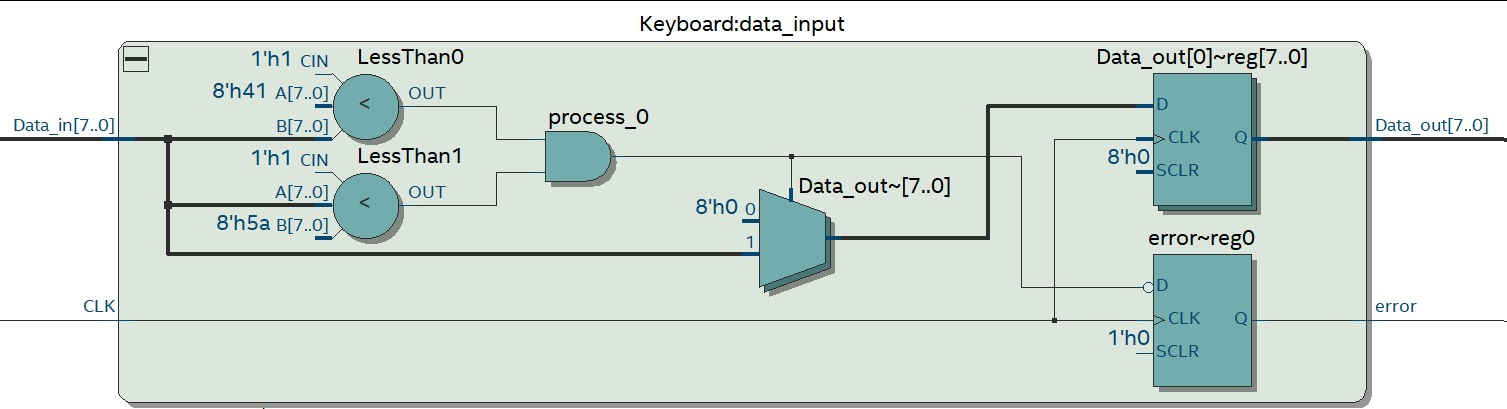 Keyboard:data_input
1'h1 CIN
LessThan0
8'h41 A[7..0]
<
OUT
B[7..0]
Data_in[7..0]
1'h1 CIN
LessThan1
A[7..0]
<
OUT
8'h5a B[7..0]
process_0
Data_out~[7..0]
8'h0 0
1
Data_out[0]~reg[7..0]
D
CLK
Q
8'h0
SCLR
Data_out[7..0]
error~reg0
D
CLK
CLK
Q
error
1'h0
SCLR